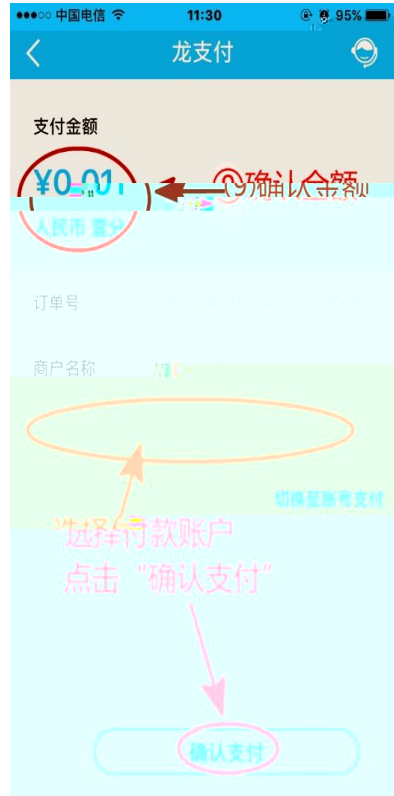 中国电信 11:30 95%
龙支付
支付金额
¥0.01
(9)确认金额
人民币 壹分
订单号
商户名称
切换至账号支付
选择付款账户
点击“确认支付”
确认支付